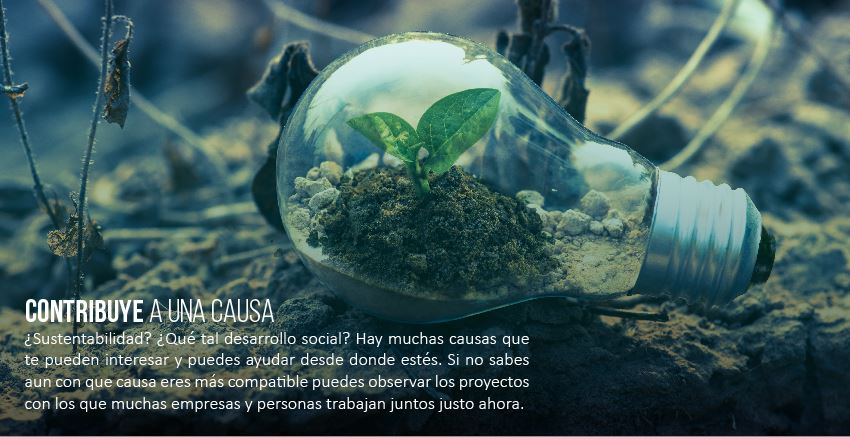 CONTRIBUYE A UNA CAUSA
¿Sustentabilidad? ¿Qué tal desarrollo social? Hay muchas causas que
te pueden interesar y puedes ayudar desde donde estés. Si no sabes
aun con que causa eres más compatible puedes observar los proyectos
con los que muchas empresas y personas trabajan juntos justo ahora.